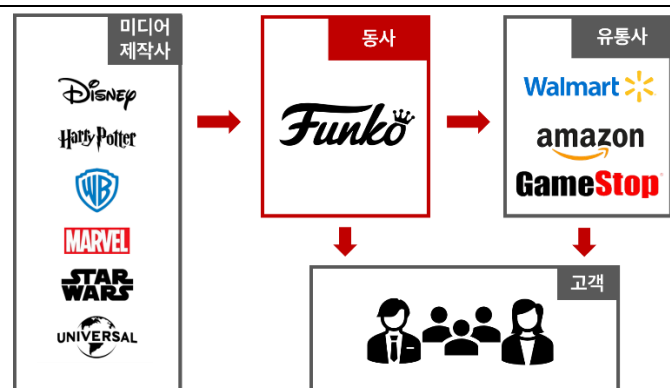 미디어
제작사
Disney
Harry Potter
WB
MARVEL
STAR
WARS
UNIVERSAL
동사
Funko
유통사
Walmart
amazon
GameStop
고객